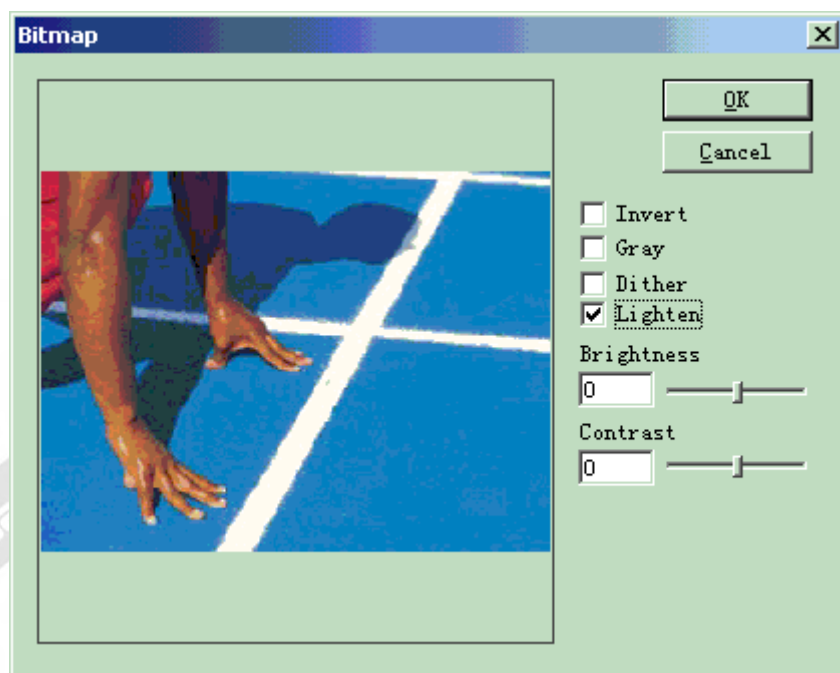 Bitmap
OK
Cancel
Invert
Gray
Dither
Lighten
Brightness
0
Contrast
0